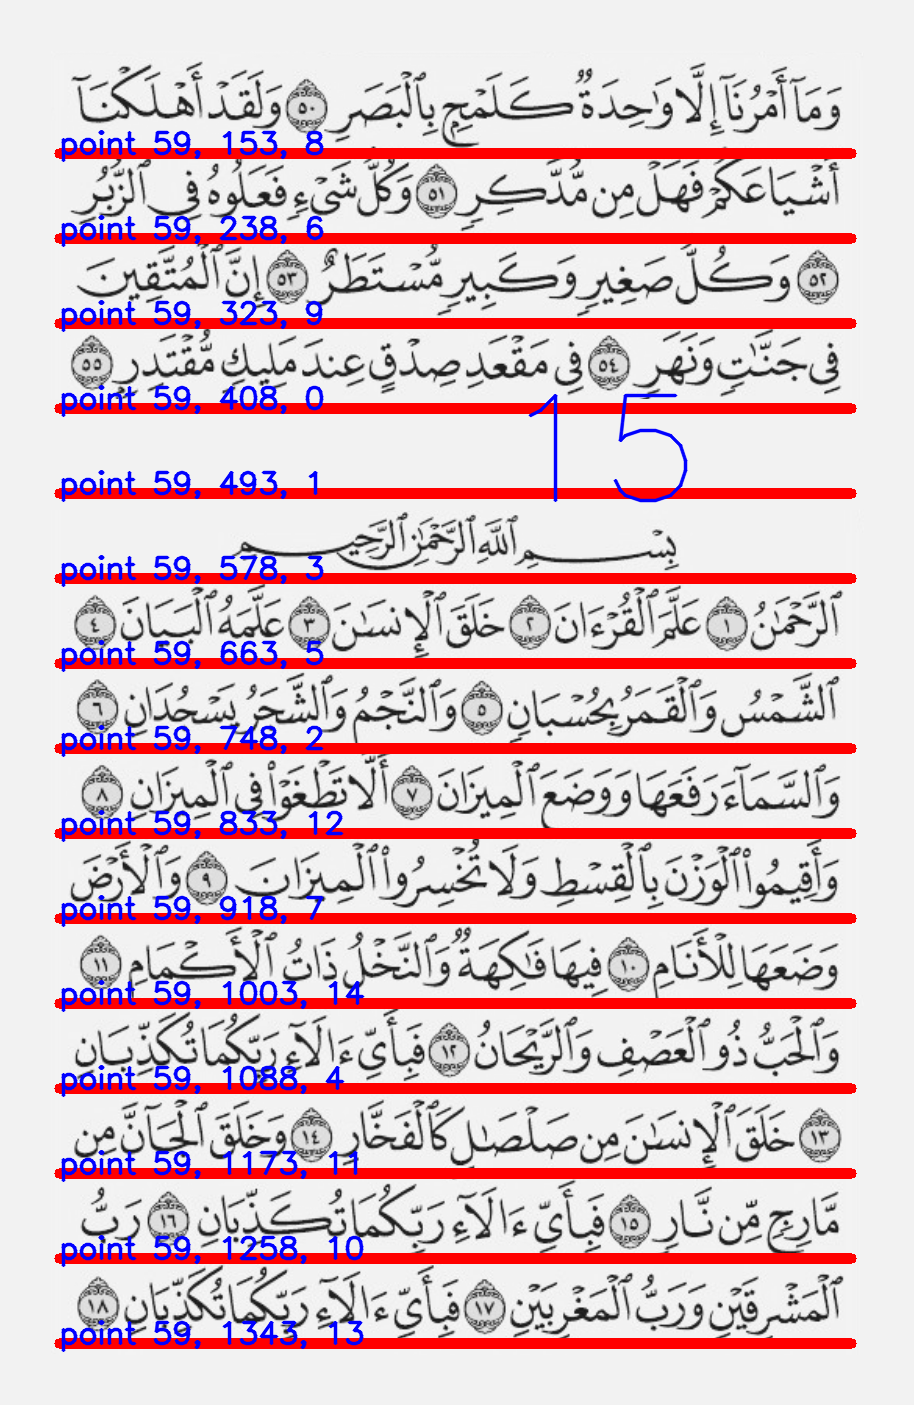 وَمَآ أَمْرُنَآ إِلَّا وَٰحِدَةٌ كَلَمْحٍۭ بِٱلْبَصَرِ ٥٠ وَلَقَدْ أَهْلَكْنَآ
point 59, 153, 8
أَشْيَاعَكُمْ فَهَلْ مِن مُّدَّكِرٍ ٥١ وَكُلُّ شَىْءٍ فَعَلُوهُ فِى ٱلزُّبُرِ
point 59, 238, 6
٥٢ وَكُلُّ صَغِيرٍ وَكَبِيرٍ مُّسْتَطَرٌ ٥٣ إِنَّ ٱلْمُتَّقِينَ
point 59, 323, 9
فِى جَنَّٰتٍ وَنَهَرٍ ٥٤ فِى مَقْعَدِ صِدْقٍ عِندَ مَلِيكٍ مُّقْتَدِرٍۭ ٥٥
point 59, 408, 0
15
point 59, 493, 1
بِسْمِ ٱللَّهِ ٱلرَّحْمَٰنِ ٱلرَّحِيمِ
point 59, 578, 3
ٱلرَّحْمَٰنُ ١ عَلَّمَ ٱلْقُرْءَانَ ٢ خَلَقَ ٱلْإِنسَٰنَ ٣ عَلَّمَهُ ٱلْبَيَانَ ٤
point 59, 663, 5
ٱلشَّمْسُ وَٱلْقَمَرُ بِحُسْبَانٍ ٥ وَٱلنَّجْمُ وَٱلشَّجَرُ يَسْجُدَانِ ٦
point 59, 748, 2
وَٱلسَّمَآءَ رَفَعَهَا وَوَضَعَ ٱلْمِيزَانَ ٧ أَلَّا تَطْغَوْا۟ فِى ٱلْمِيزَانِ ٨
point 59, 833, 12
وَأَقِيمُوا۟ ٱلْوَزْنَ بِٱلْقِسْطِ وَلَا تُخْسِرُوا۟ ٱلْمِيزَانَ ٩ وَٱلْأَرْضَ
point 59, 918, 7
وَضَعَهَا لِلْأَنَامِ ١٠ فِيهَا فَٰكِهَةٌ وَٱلنَّخْلُ ذَاتُ ٱلْأَكْمَامِ ١١
point 59, 1003, 14
وَٱلْحَبُّ ذُو ٱلْعَصْفِ وَٱلرَّيْحَانُ ١٢ فَبِأَىِّ ءَالَآءِ رَبِّكُمَا تُكَذِّبَانِ
point 59, 1088, 4
١٣ خَلَقَ ٱلْإِنسَٰنَ مِن صَلْصَٰلٍ كَٱلْفَخَّارِ ١٤ وَخَلَقَ ٱلْجَآنَّ مِن
point 59, 1173, 11
مَّارِجٍ مِّن نَّارٍ ١٥ فَبِأَىِّ ءَالَآءِ رَبِّكُمَا تُكَذِّبَانِ ١٦ رَبُّ
point 59, 1258, 10
ٱلْمَشْرِقَيْنِ وَرَبُّ ٱلْمَغْرِبَيْنِ ١٧ فَبِأَىِّ ءَالَآءِ رَبِّكُمَا تُكَذِّبَانِ ١٨
point 59, 1343, 13